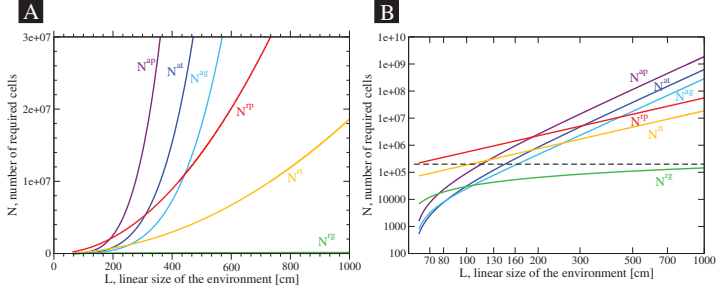 A
N, number of required cells
3e+07
2e+07
1e+07
0
0 200 400 600 800 1000
L, linear size of the environment [cm]
N^ap
N^at
N^ag
N^rp
N^rt
N^rg
B
N, number of required cells
1e+10
1e+09
1e+08
1e+07
1e+06
1e+05
10000
1000
100
70 80 100 130 160 200 300 500 700 1000
L, linear size of the environment [cm]
N^ap
N^at
N^ag
N^rp
N^rt
N^rg